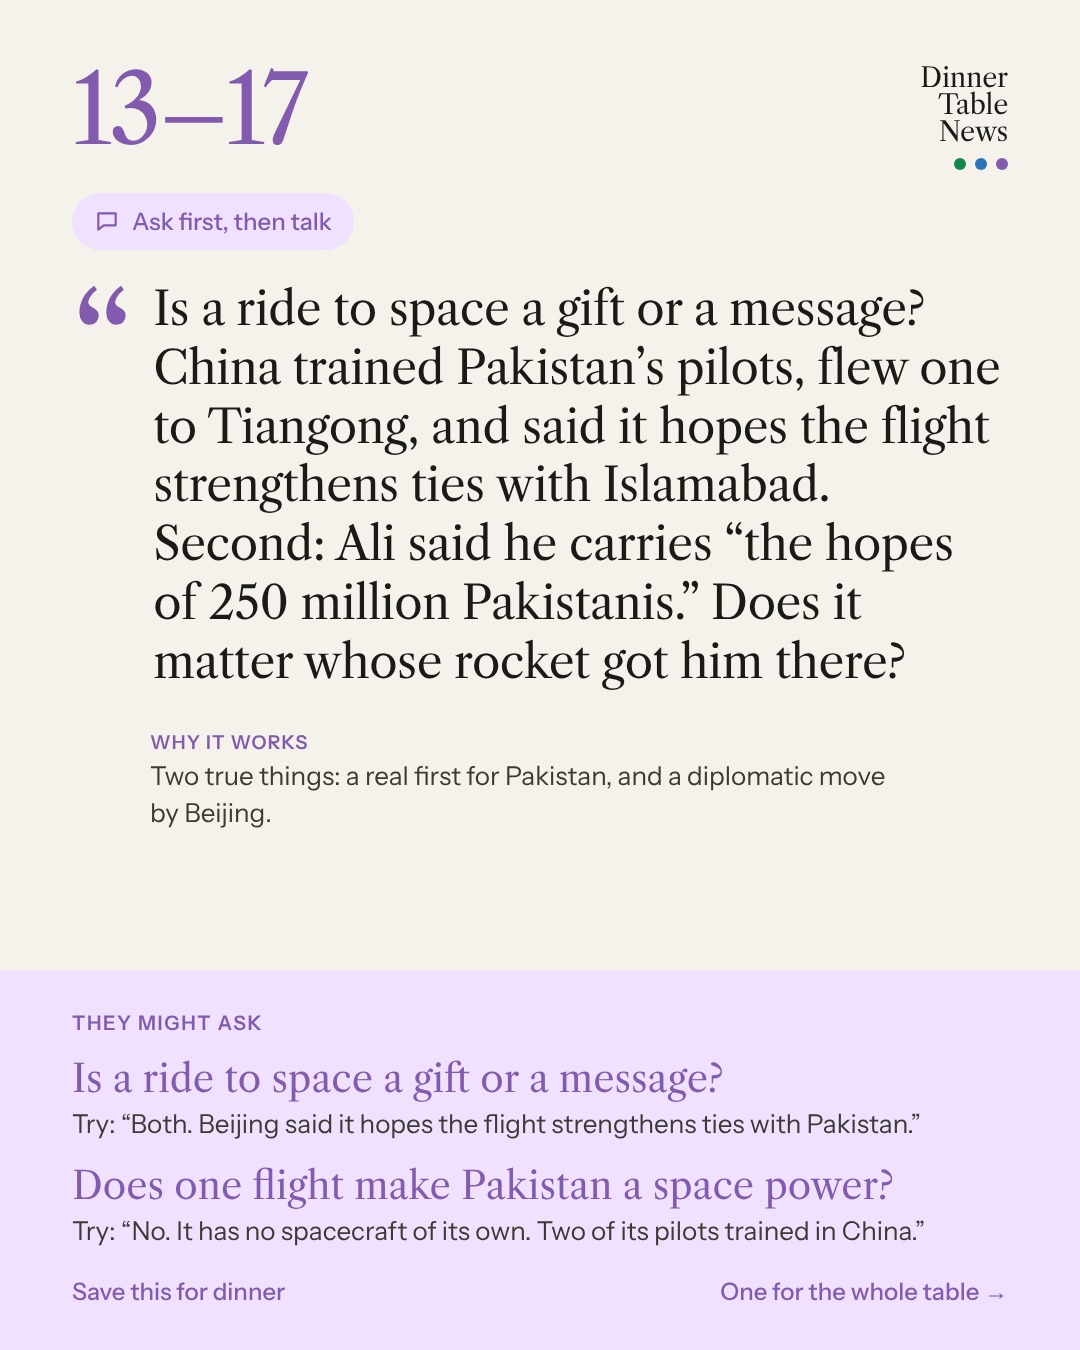 13–17
Dinner
Table
News
Ask first, then talk
“ Is a ride to space a gift or a message?
China trained Pakistan’s pilots, flew one
to Tiangong, and said it hopes the flight
strengthens ties with Islamabad.
Second: Ali said he carries “the hopes
of 250 million Pakistanis.” Does it
matter whose rocket got him there?
WHY IT WORKS
Two true things: a real first for Pakistan, and a diplomatic move
by Beijing.
THEY MIGHT ASK
Is a ride to space a gift or a message?
Try: “Both. Beijing said it hopes the flight strengthens ties with Pakistan.”
Does one flight make Pakistan a space power?
Try: “No. It has no spacecraft of its own. Two of its pilots trained in China.”
Save this for dinner
One for the whole table →